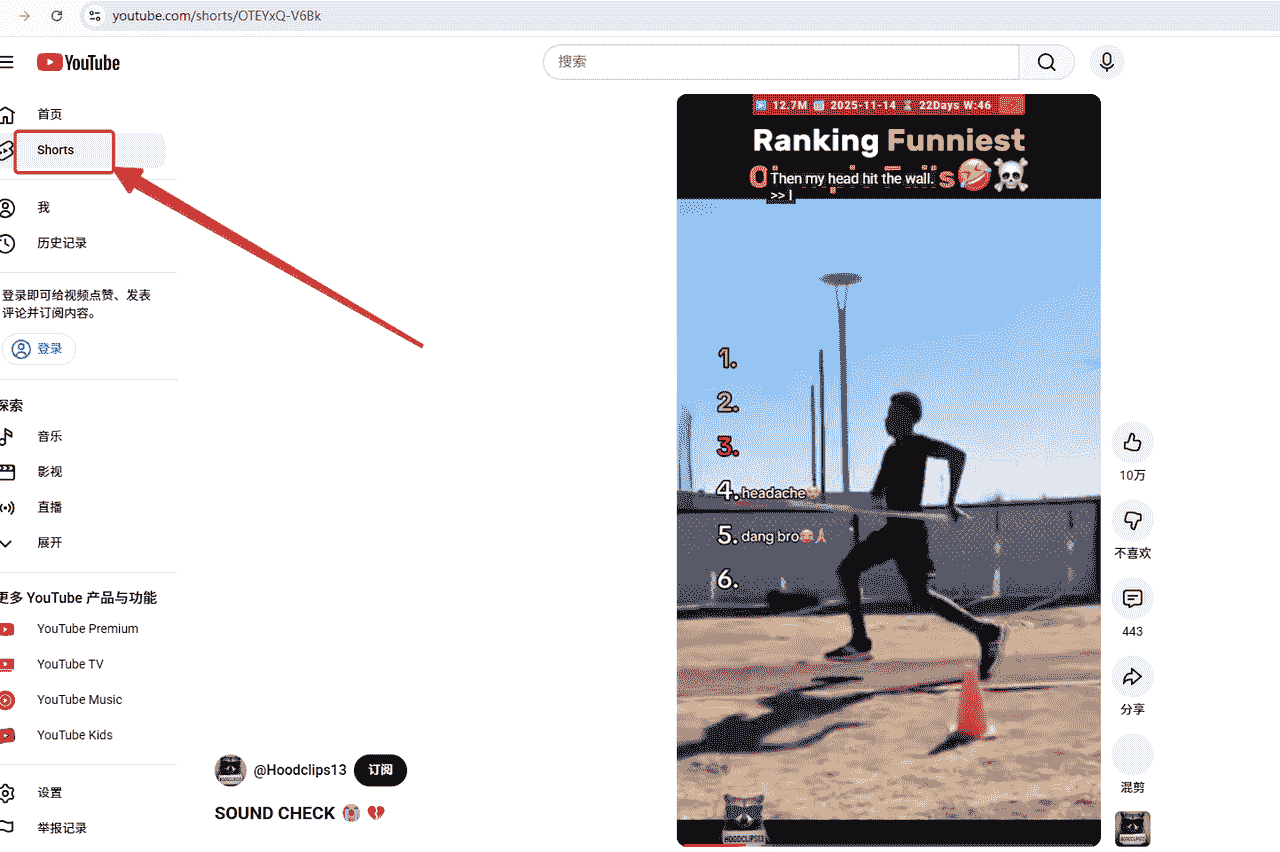 youtube.com/shorts/OTEYxQ-V6Bk
YouTube
搜索
首页
Shorts
我
历史记录
登录即可给视频点赞、发表
评论并订阅内容。
登录
探索
音乐
影视
直播
展开
更多 YouTube 产品与功能
YouTube Premium
YouTube TV
YouTube Music
YouTube Kids
设置
举报记录
12.7M 2025-11-14 22Days W:46
Ranking Funniest
Then my head hit the wall.
>>
1.
2.
3.
4. headache
5. dang bro
6.
HOODCLIPS13
@Hoodclips13
订阅
SOUND CHECK 😭 💔
10万
不喜欢
443
分享
混剪